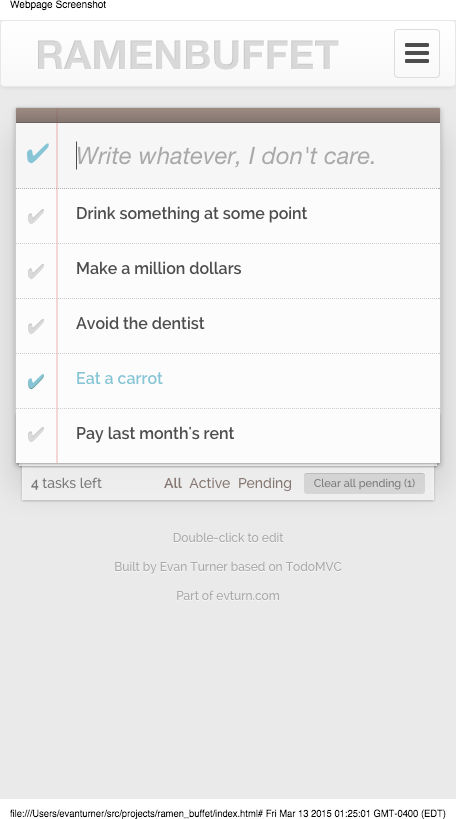 Webpage Screenshot
RAMENBUFFET
Write whatever, I don't care.
Drink something at some point
Make a million dollars
Avoid the dentist
Eat a carrot
Pay last month's rent
4 tasks left All Active Pending Clear all pending (1)
Double-click to edit
Built by Evan Turner based on TodoMVC
Part of evturn.com
file:///Users/evanturner/src/projects/ramen_buffet/index.html# Fri Mar 13 2015 01:25:01 GMT-0400 (EDT)